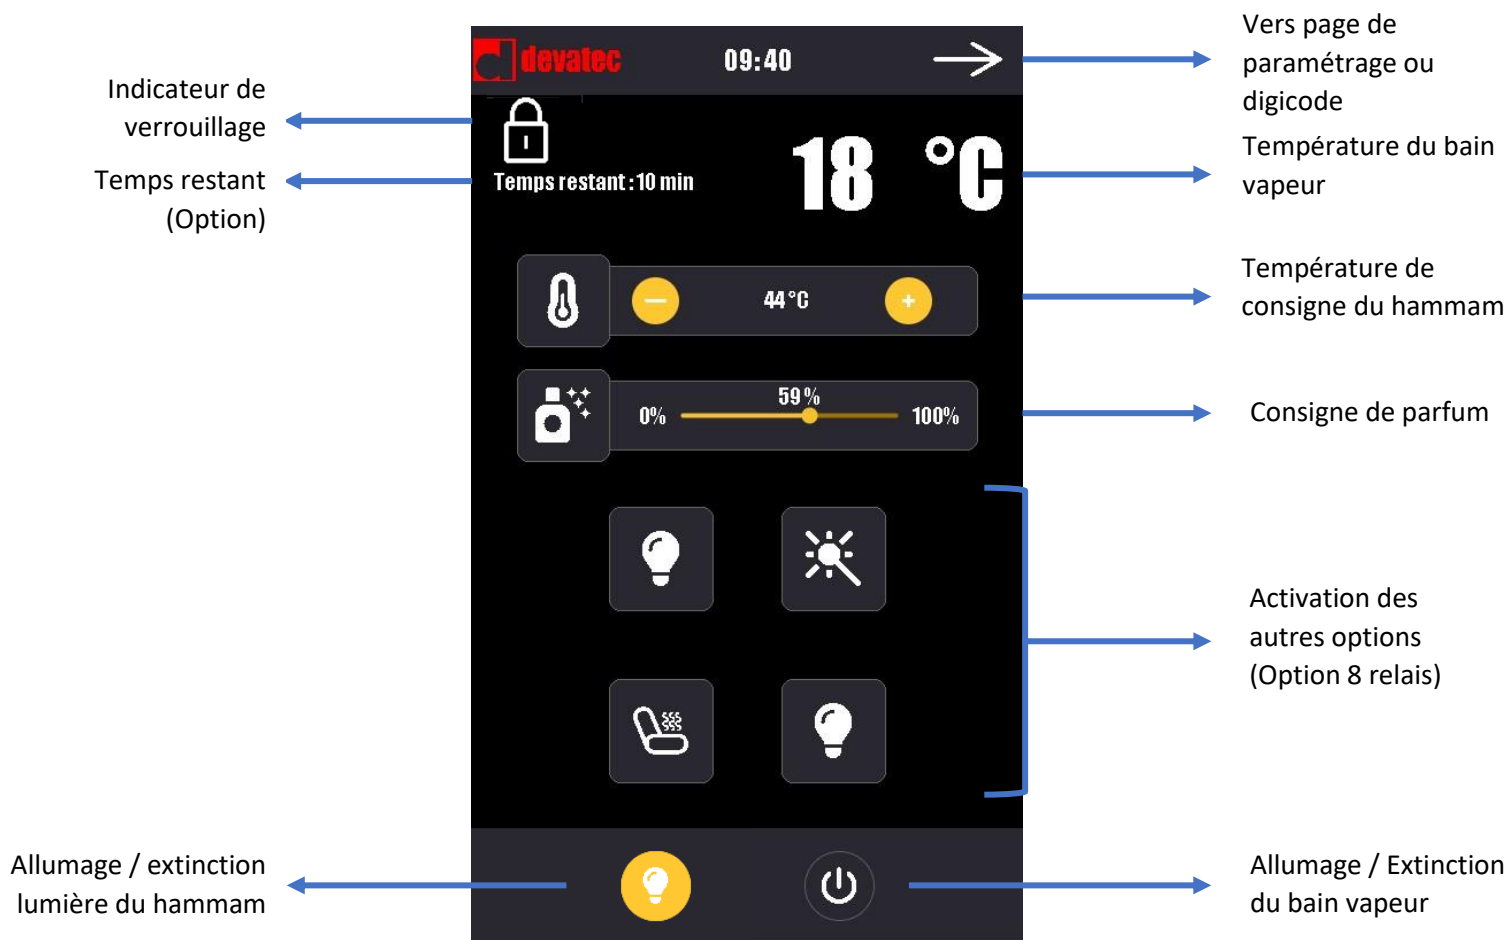 devatec
09:40
Vers page de
paramétrage ou
digicode
Indicateur de
verrouillage
Temps restant
(Option)
Temps restant : 10 min
18 °C
Température du bain
vapeur
44°C
Température de
consigne du hammam
0%
59%
100%
Consigne de parfum
Activation des
autres options
(Option 8 relais)
Allumage / extinction
lumière du hammam
Allumage / Extinction
du bain vapeur